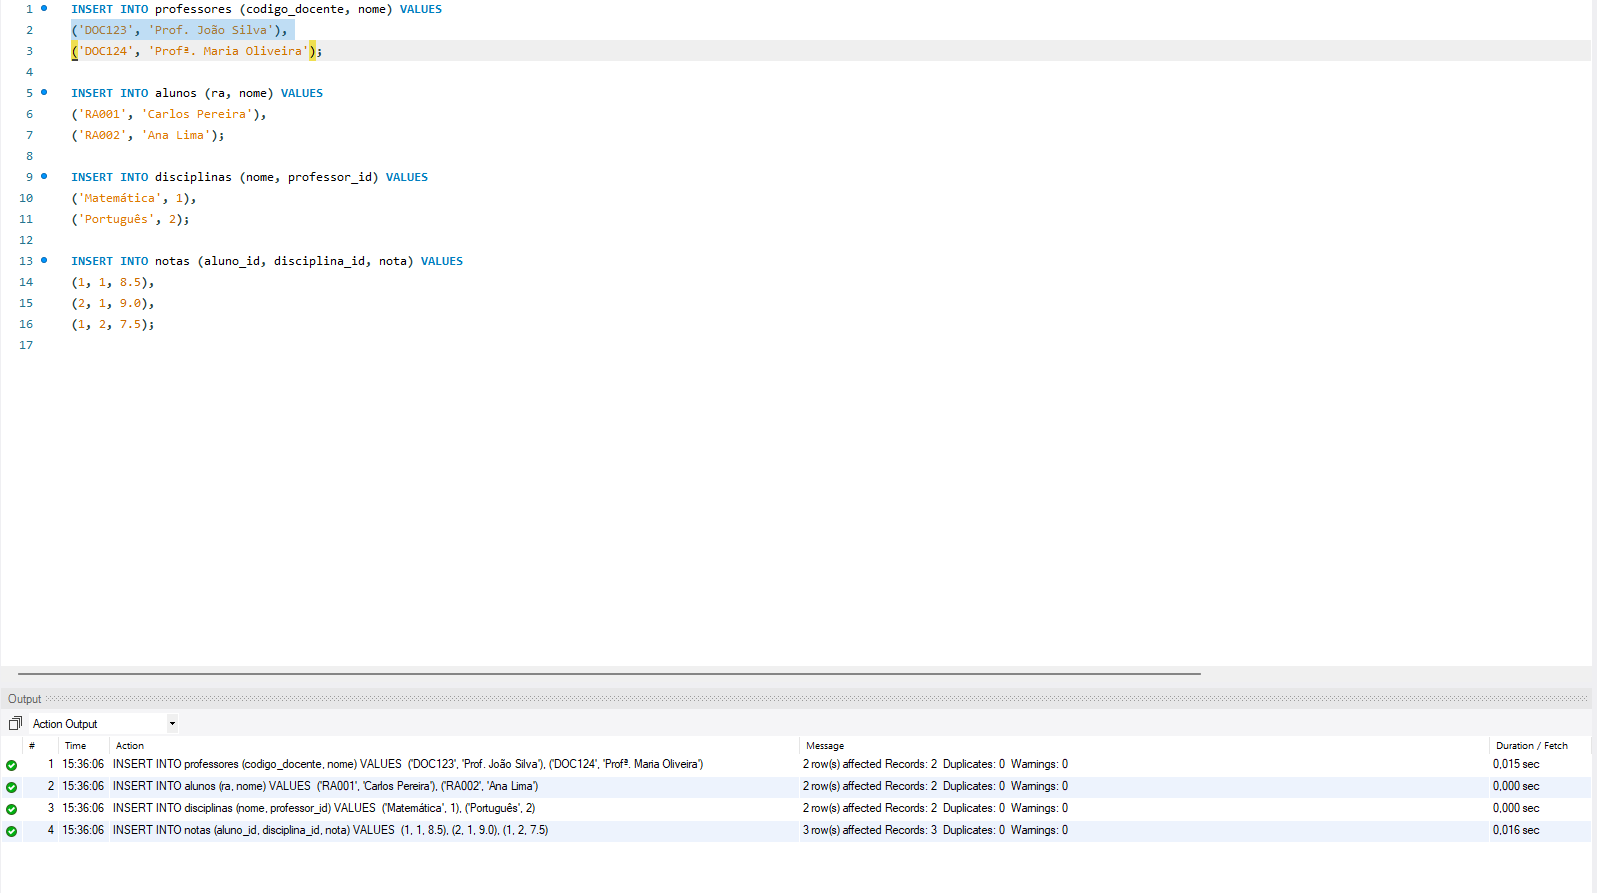 1 INSERT INTO professores (codigo_docente, nome) VALUES
2 ('DOC123', 'Prof. João Silva'),
3 ('DOC124', 'Profª. Maria Oliveira');
4
5 INSERT INTO alunos (ra, nome) VALUES
6 ('RA001', 'Carlos Pereira'),
7 ('RA002', 'Ana Lima');
8
9 INSERT INTO disciplinas (nome, professor_id) VALUES
10 ('Matemática', 1),
11 ('Português', 2);
12
13 INSERT INTO notas (aluno_id, disciplina_id, nota) VALUES
14 (1, 1, 8.5),
15 (2, 1, 9.0),
16 (1, 2, 7.5);
17
Output
Action Output
# Time Action Message Duration / Fetch
1 15:36:06 INSERT INTO professores (codigo_docente, nome) VALUES ('DOC123', 'Prof. João Silva'), ('DOC124', 'Profª. Maria Oliveira') 2 row(s) affected Records: 2 Duplicates: 0 Warnings: 0 0,015 sec
2 15:36:06 INSERT INTO alunos (ra, nome) VALUES ('RA001', 'Carlos Pereira'), ('RA002', 'Ana Lima') 2 row(s) affected Records: 2 Duplicates: 0 Warnings: 0 0,000 sec
3 15:36:06 INSERT INTO disciplinas (nome, professor_id) VALUES ('Matemática', 1), ('Português', 2) 2 row(s) affected Records: 2 Duplicates: 0 Warnings: 0 0,000 sec
4 15:36:06 INSERT INTO notas (aluno_id, disciplina_id, nota) VALUES (1, 1, 8.5), (2, 1, 9.0), (1, 2, 7.5) 3 row(s) affected Records: 3 Duplicates: 0 Warnings: 0 0,016 sec